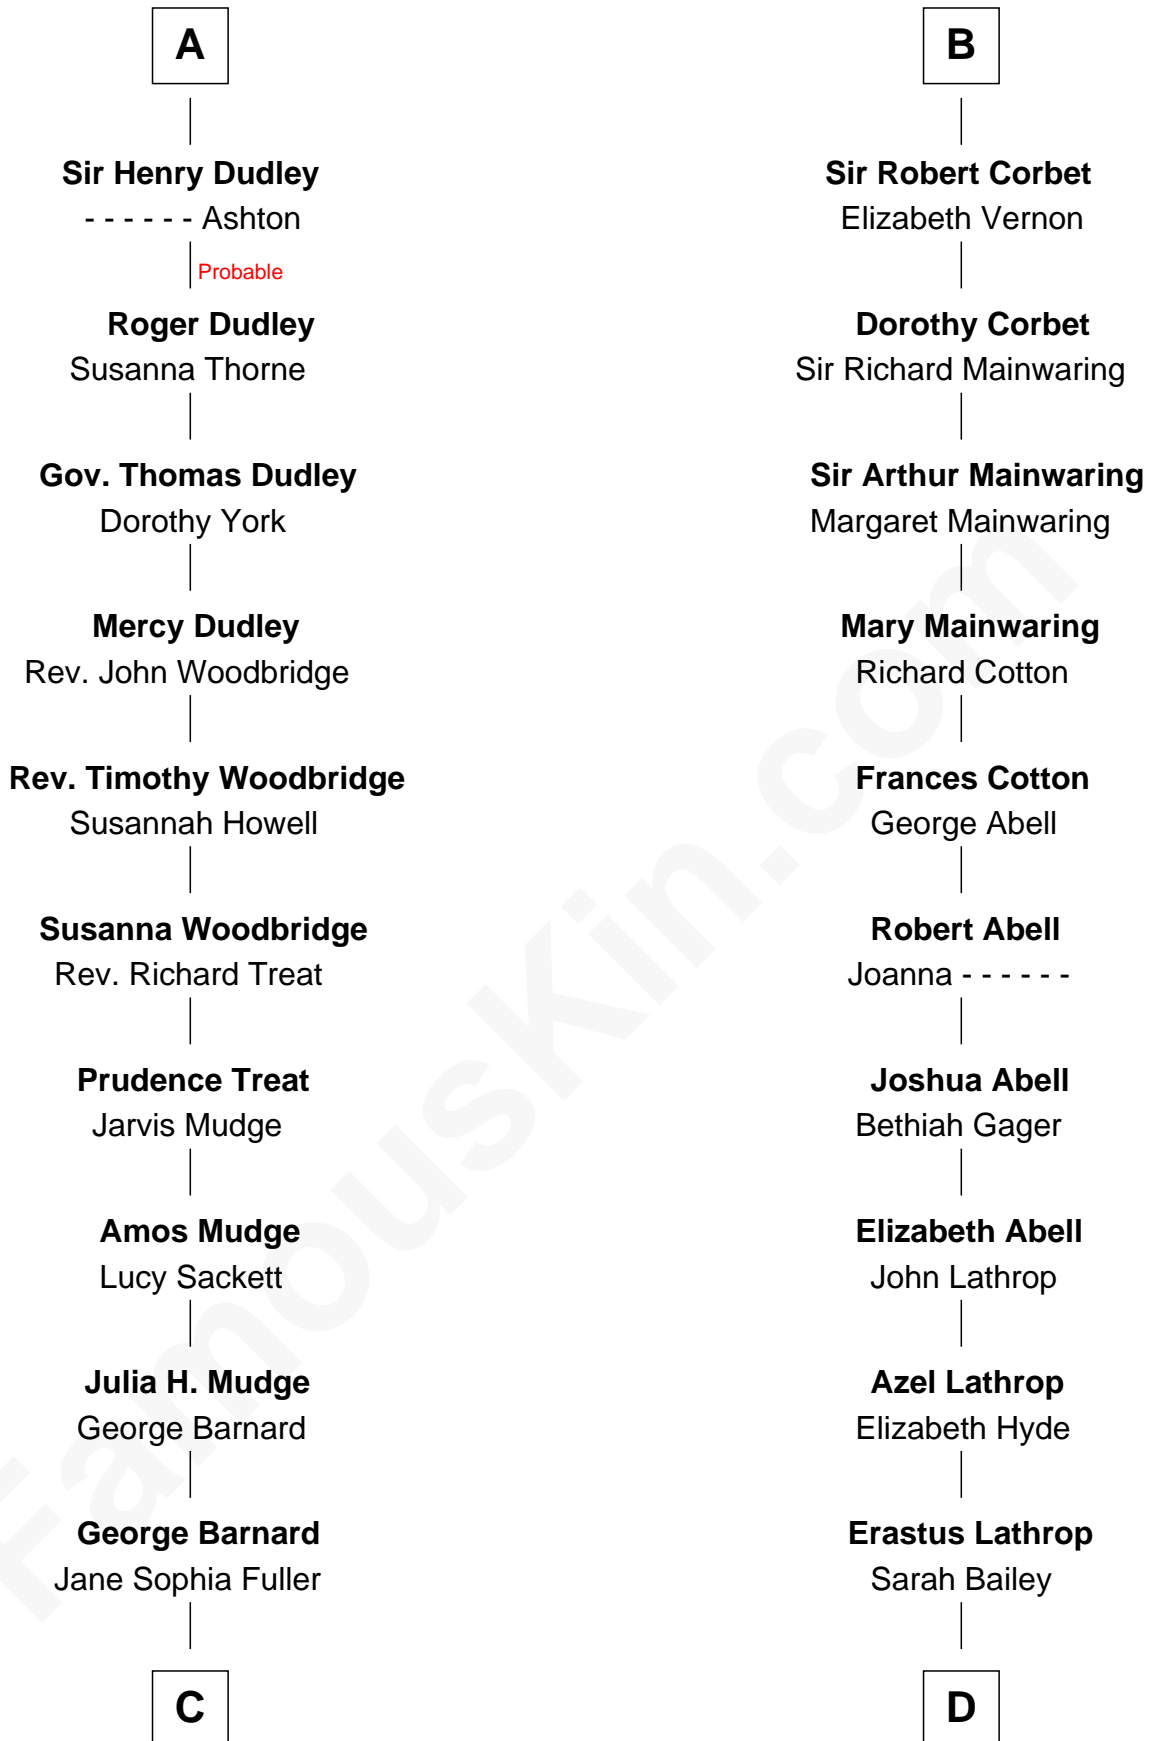 A
Sir Henry Dudley
- - - - - - Ashton
Probable
Roger Dudley
Susanna Thorne
Gov. Thomas Dudley
Dorothy York
Mercy Dudley
Rev. John Woodbridge
Rev. Timothy Woodbridge
Susannah Howell
Susanna Woodbridge
Rev. Richard Treat
Prudence Treat
Jarvis Mudge
Amos Mudge
Lucy Sackett
Julia H. Mudge
George Barnard
George Barnard
Jane Sophia Fuller
C
B
Sir Robert Corbet
Elizabeth Vernon
Dorothy Corbet
Sir Richard Mainwaring
Sir Arthur Mainwaring
Margaret Mainwaring
Mary Mainwaring
Richard Cotton
Frances Cotton
George Abell
Robert Abell
Joanna - - - - - -
Joshua Abell
Bethiah Gager
Elizabeth Abell
John Lathrop
Azel Lathrop
Elizabeth Hyde
Erastus Lathrop
Sarah Bailey
D
FamousKin.com